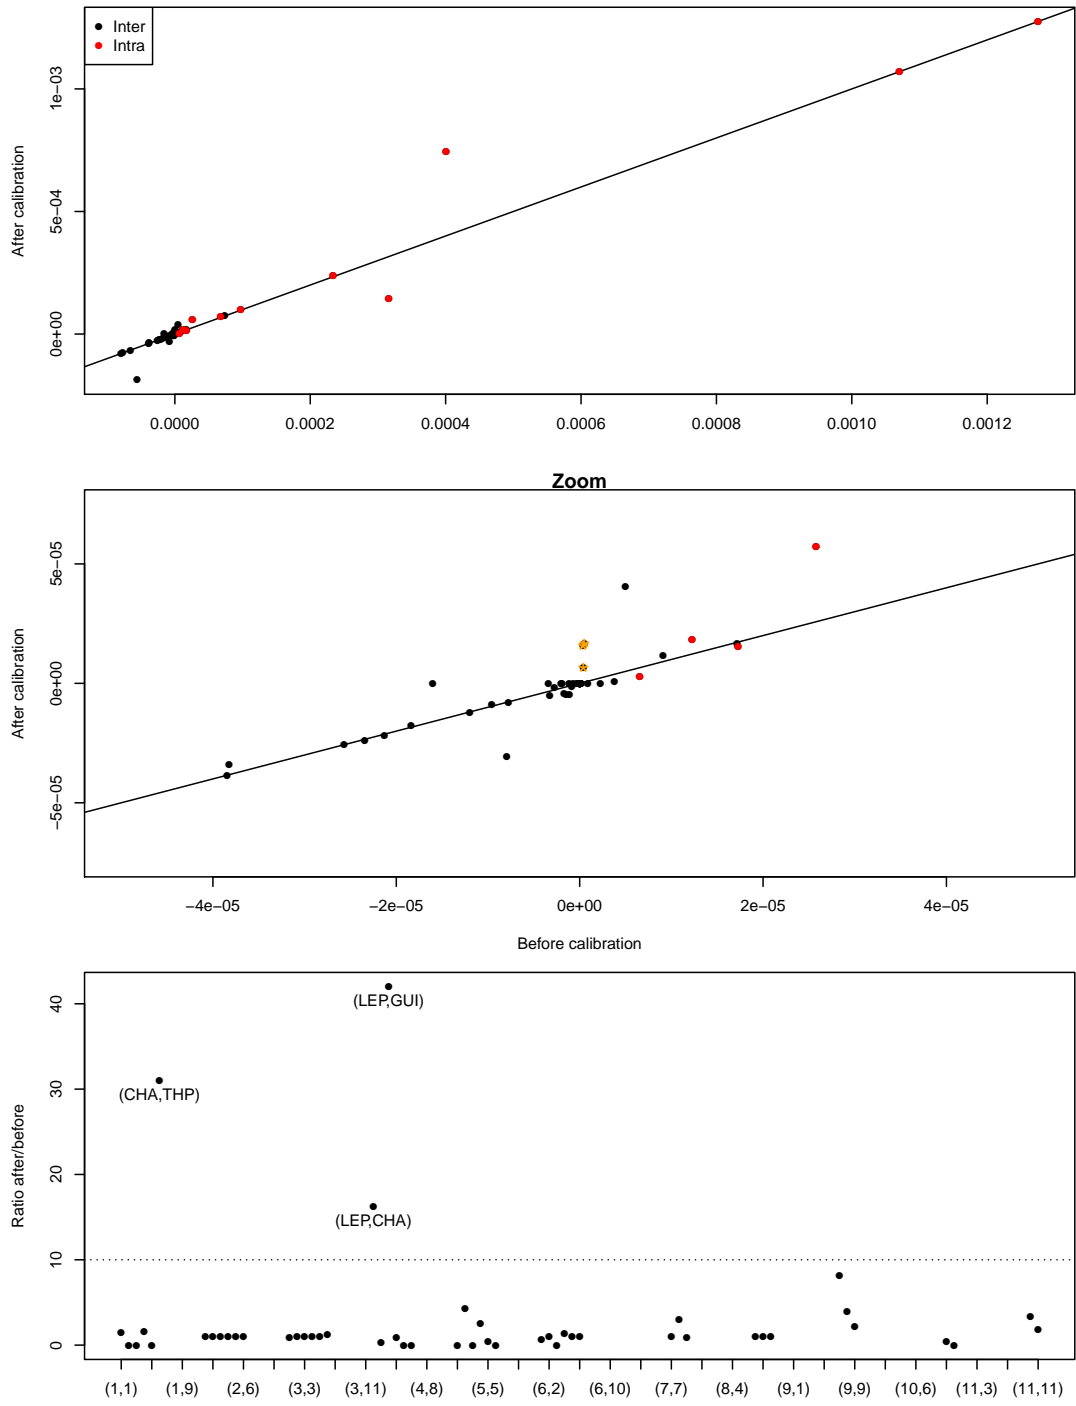 Inter
Intra
After calibration
1e−03
5e−04
0e+00
0.0000 0.0002 0.0004 0.0006 0.0008 0.0010 0.0012
Zoom
After calibration
5e−05
0e+00
−5e−05
−4e−05 −2e−05 0e+00 2e−05 4e−05
Before calibration
Ratio after/before
40
30
20
10
0
(LEP,GUI)
(CHA,THP)
(LEP,CHA)
(1,1) (1,9) (2,6) (3,3) (3,11) (4,8) (5,5) (6,2) (6,10) (7,7) (8,4) (9,1) (9,9) (10,6) (11,3) (11,11)